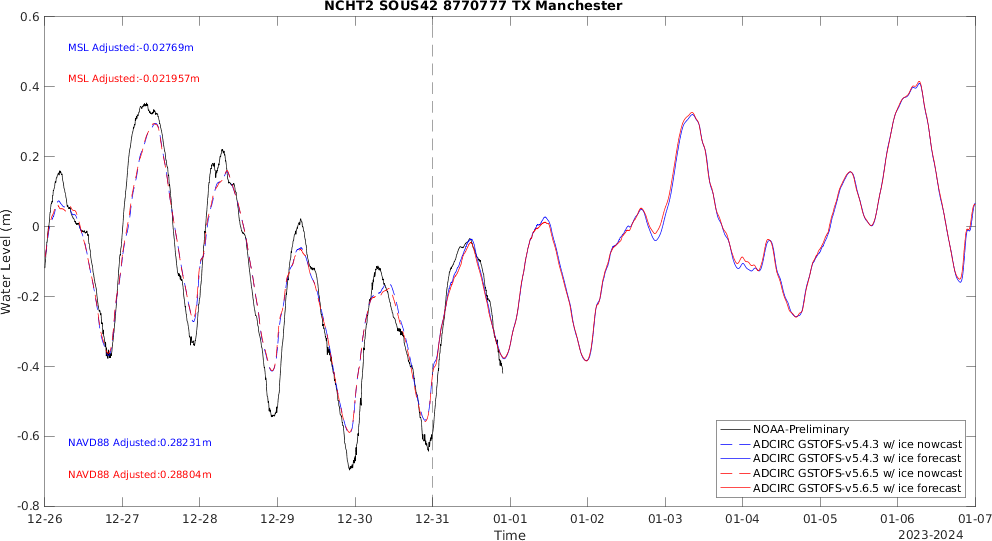 NCHT2 SOUS42 8770777 TX Manchester
0.6
MSL Adjusted:-0.02769m
MSL Adjusted:-0.021957m
0.4
0.2
0
-0.2
-0.4
-0.6
-0.8
Water Level (m)
NAVD88 Adjusted:0.28231m
NAVD88 Adjusted:0.28804m
NOAA-Preliminary
ADCIRC GSTOFS-v5.4.3 w/ ice nowcast
ADCIRC GSTOFS-v5.4.3 w/ ice forecast
ADCIRC GSTOFS-v5.6.5 w/ ice nowcast
ADCIRC GSTOFS-v5.6.5 w/ ice forecast
12-26 12-27 12-28 12-29 12-30 12-31 01-01 01-02 01-03 01-04 01-05 01-06 01-07
Time
2023-2024